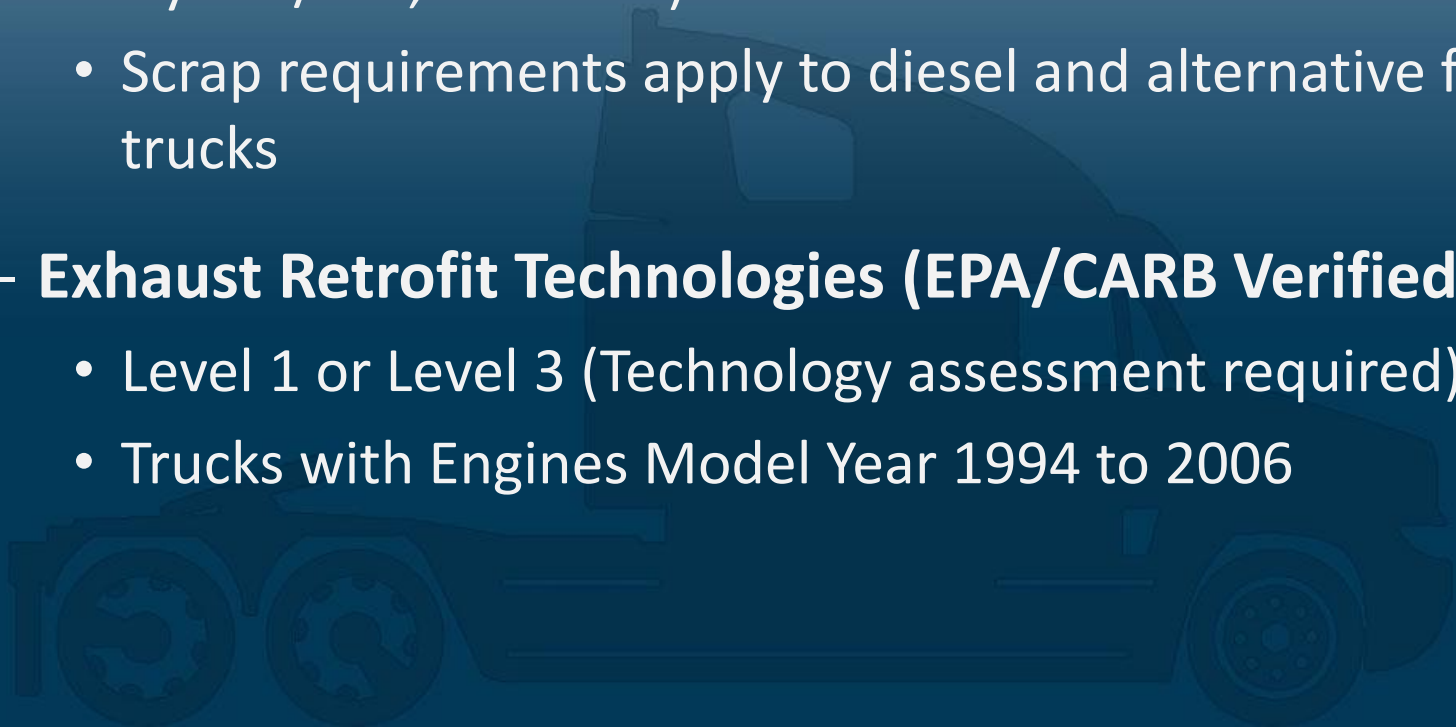 • Scrap requirements apply to diesel and alternative
trucks
- Exhaust Retrofit Technologies (EPA/CARB Verified
• Level 1 or Level 3 (Technology assessment required)
• Trucks with Engines Model Year 1994 to 2006